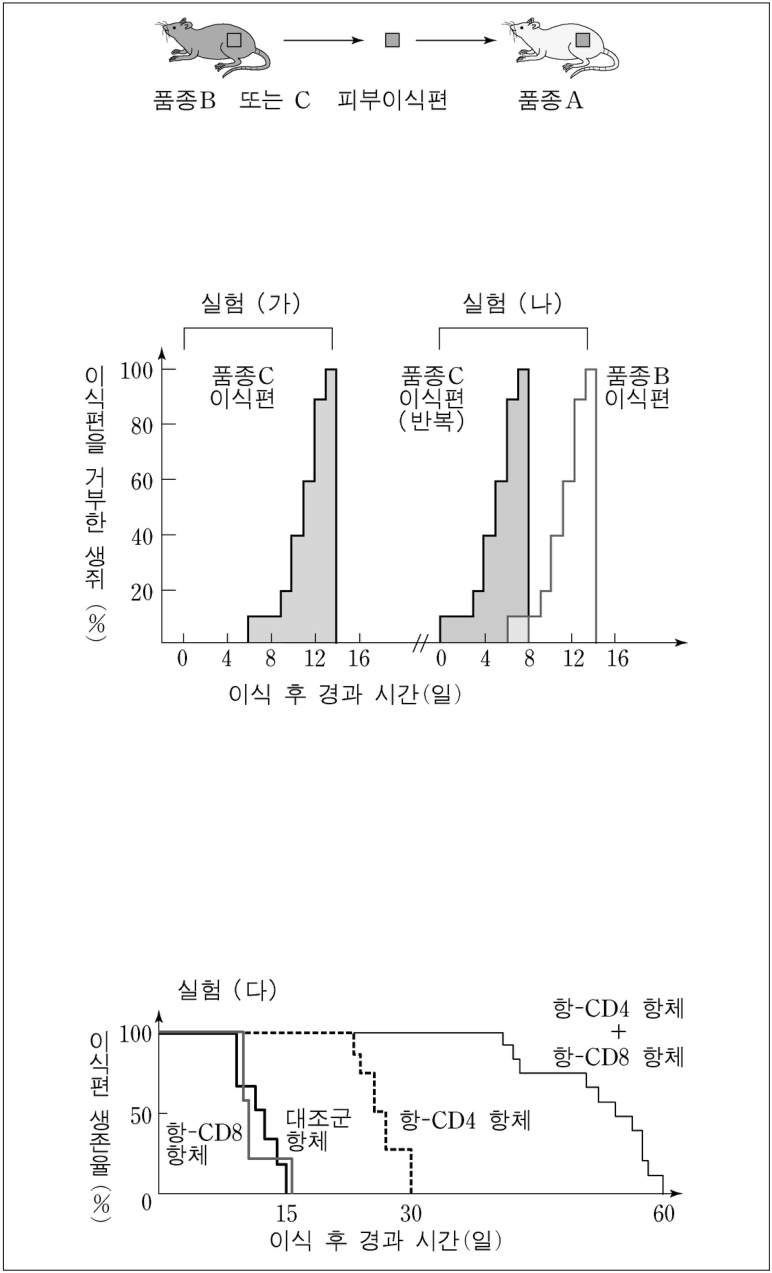 품종B 또는 C 피부이식편 품종A
실험 (가) 실험 (나)
이식편을 거부한 생쥐 (%)
100
80
60
40
20
품종C
이식편
품종C
이식편
(반복)
품종B
이식편
0 4 8 12 16 0 4 8 12 16
이식 후 경과 시간(일)
실험 (다)
이식편 생존율 (%)
100
50
0
항-CD8
항체
대조군
항체
항-CD4 항체
항-CD4 항체
+
항-CD8 항체
15 30 60
이식 후 경과 시간(일)